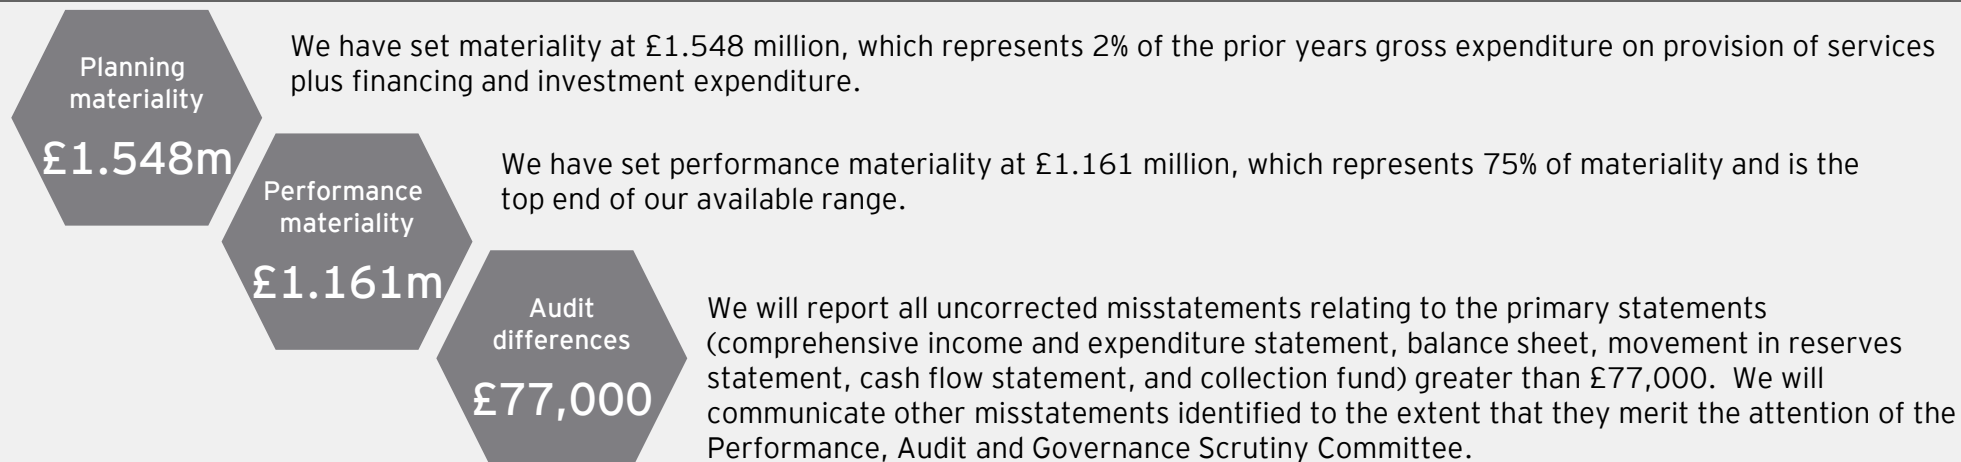 Planning
materiality
£1.548m
We have set materiality at £1.548 million, which represents 2% of the prior years gross expenditure on provision of services
plus financing and investment expenditure.
Performance
materiality
£1.161m
We have set performance materiality at £1.161 million, which represents 75% of materiality and is the
top end of our available range.
Audit
differences
£77,000
We will report all uncorrected misstatements relating to the primary statements
(comprehensive income and expenditure statement, balance sheet, movement in reserves
statement, cash flow statement, and collection fund) greater than £77,000.  We will
communicate other misstatements identified to the extent that they merit the attention of the
Performance, Audit and Governance Scrutiny Committee.